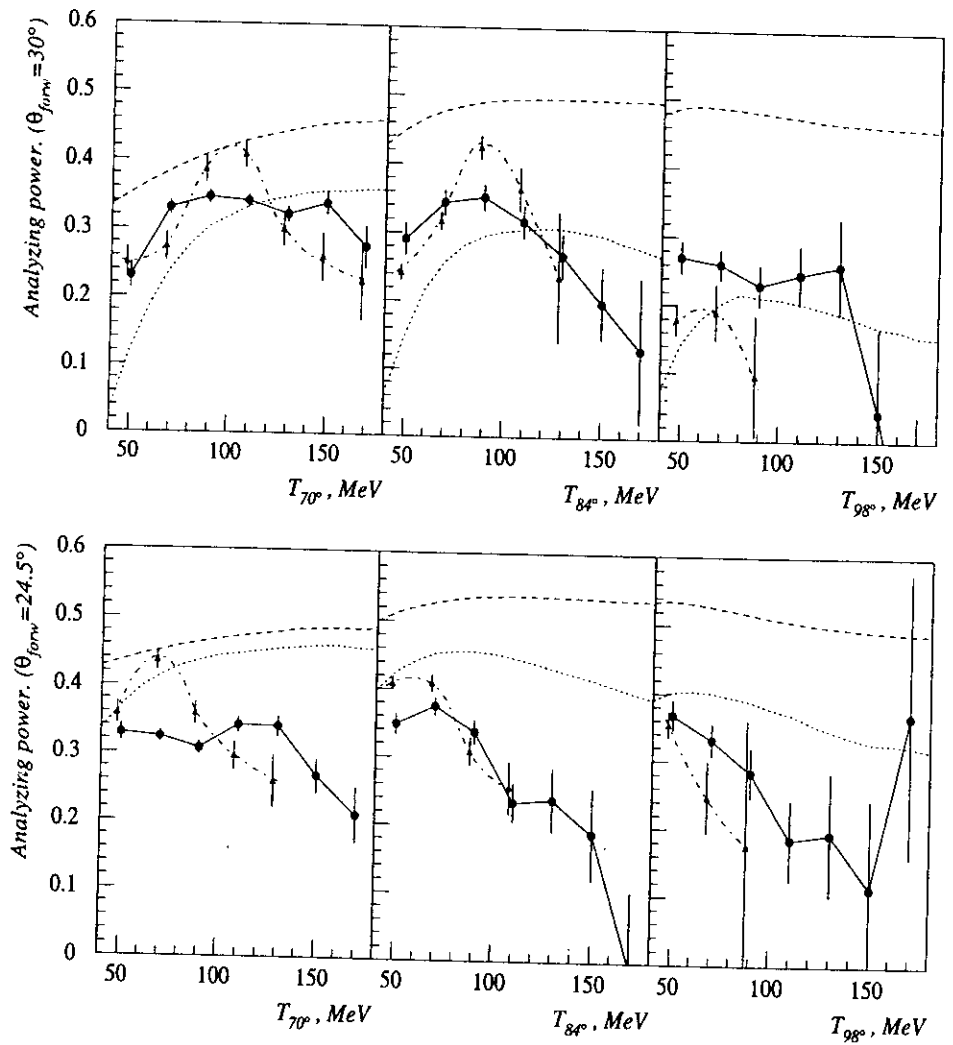 Analyzing power. (θforw=30°)
0.6
0.5
0.4
0.3
0.2
0.1
0
50 100 150 50 100 150 50 100 150
T70°, MeV T84°, MeV T98°, MeV
Analyzing power. (θforw=24.5°)
0.6
0.5
0.4
0.3
0.2
0.1
0
50 100 150 50 100 150 50 100 150
T70°, MeV T84°, MeV T98°, MeV